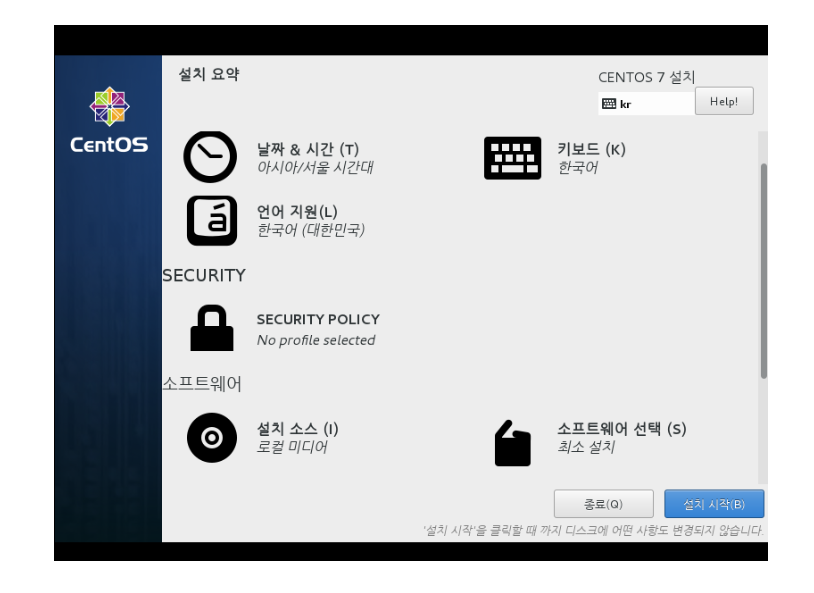 설치 요약
CENTOS 7 설치
kr
Help!
CentOS
날짜 & 시간 (T)
아시아/서울 시간대
키보드 (K)
한국어
á
언어 지원(L)
한국어 (대한민국)
SECURITY
SECURITY POLICY
No profile selected
소프트웨어
설치 소스 (I)
로컬 미디어
소프트웨어 선택 (S)
최소 설치
종료(Q)
설치 시작(B)
'설치 시작'을 클릭할 때 까지 디스크에 어떤 사항도 변경되지 않습니다.